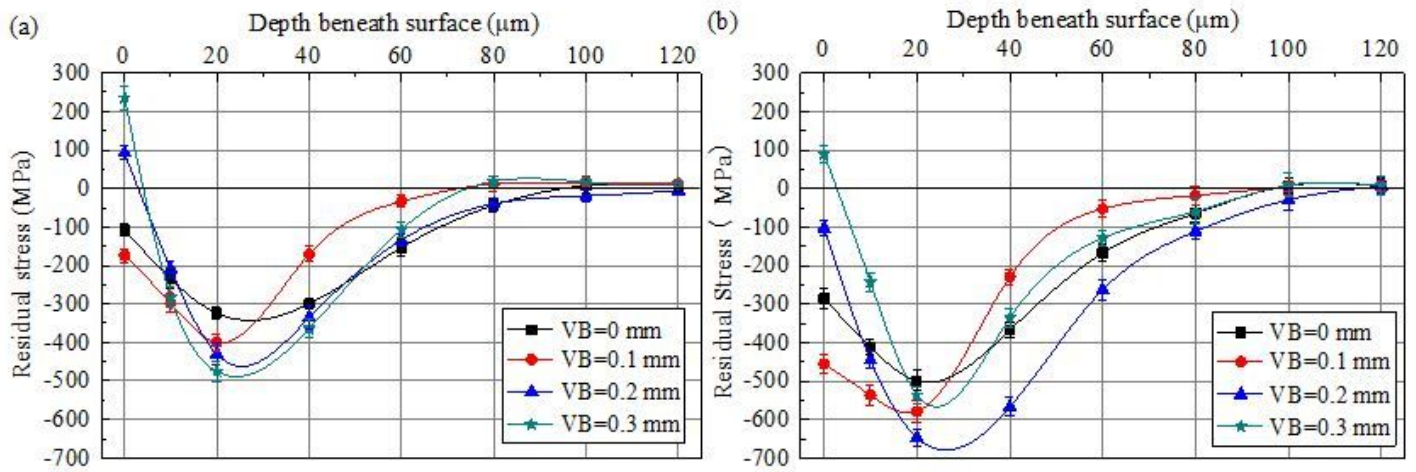 (a)
Depth beneath surface (μm)
0 20 40 60 80 100 120
300
200
100
0
-100
-200
-300
-400
-500
-600
-700
Residual stress (MPa)
VB=0 mm
VB=0.1 mm
VB=0.2 mm
VB=0.3 mm
(b)
Depth beneath surface (μm)
0 20 40 60 80 100 120
300
200
100
0
-100
-200
-300
-400
-500
-600
-700
Residual Stress ( MPa)
VB=0 mm
VB=0.1 mm
VB=0.2 mm
VB=0.3 mm